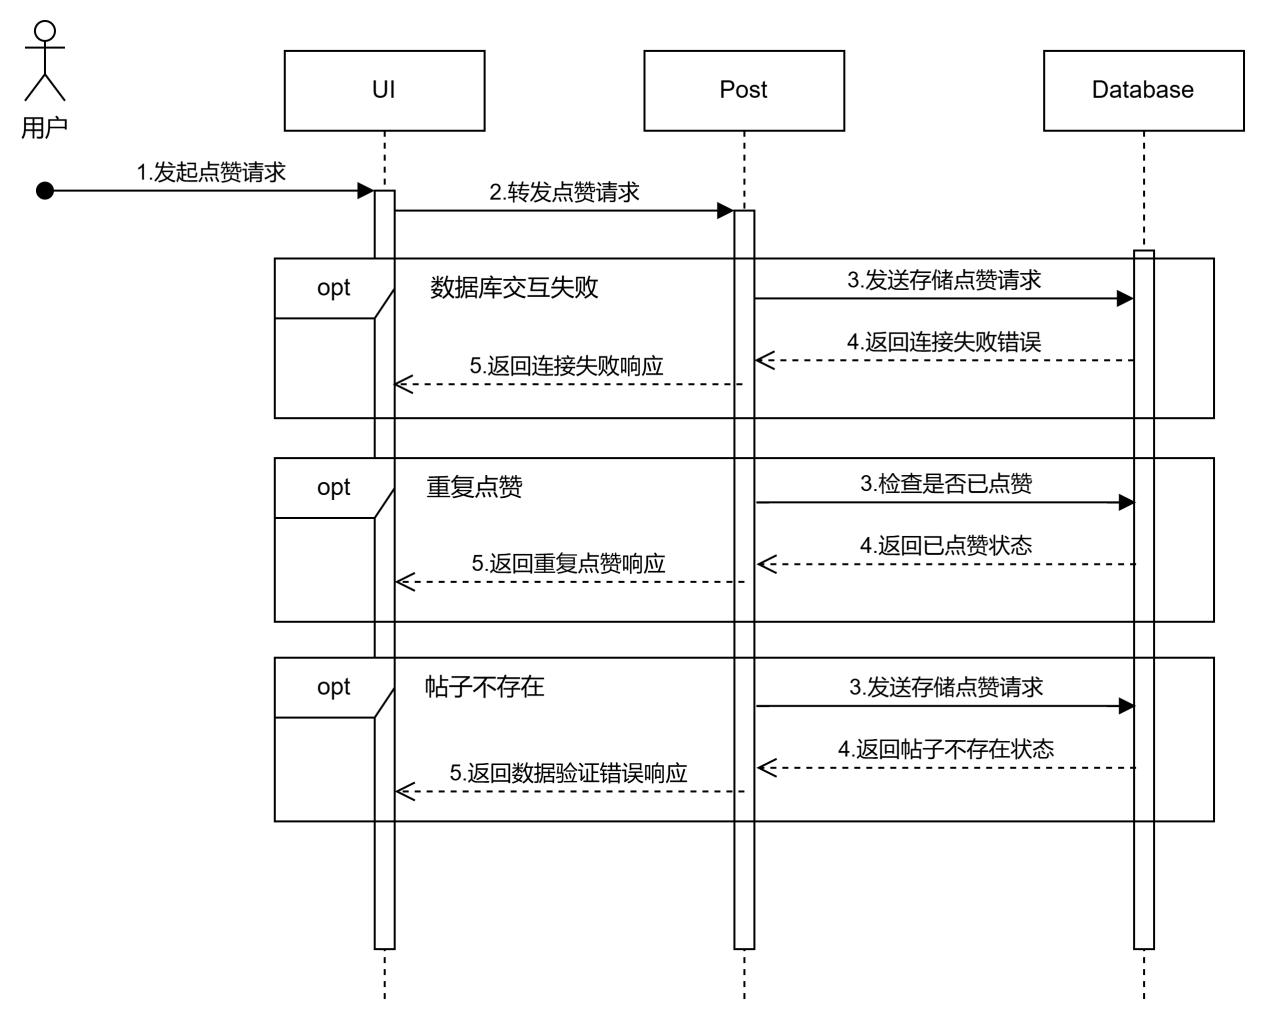 用户
UI
Post
Database
1.发起点赞请求
2.转发点赞请求
opt
数据库交互失败
3.发送存储点赞请求
4.返回连接失败错误
5.返回连接失败响应
opt
重复点赞
3.检查是否已点赞
4.返回已点赞状态
5.返回重复点赞响应
opt
帖子不存在
3.发送存储点赞请求
4.返回帖子不存在状态
5.返回数据验证错误响应